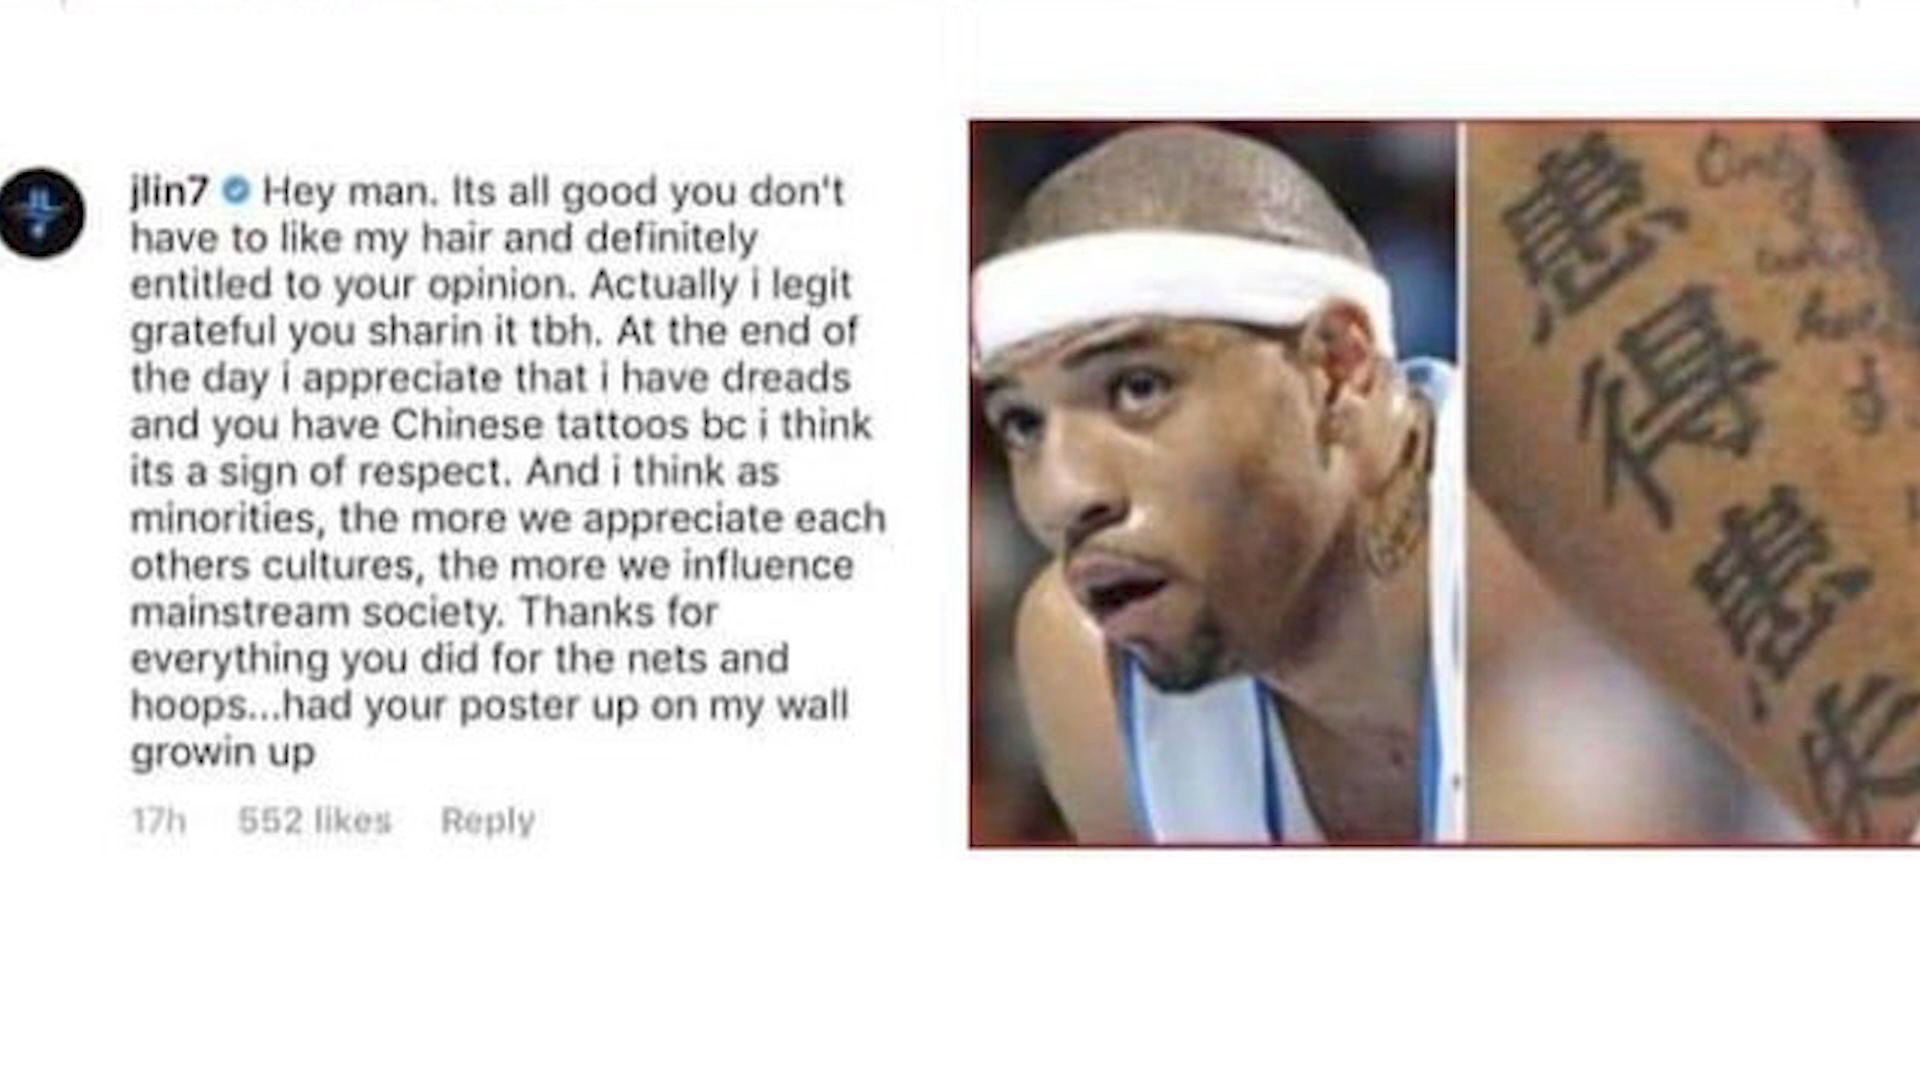 jlin7 Hey man. Its all good you don't
have to like my hair and definitely
entitled to your opinion. Actually i legit
grateful you sharin it tbh. At the end of
the day i appreciate that i have dreads
and you have Chinese tattoos bc i think
its a sign of respect. And i think as
minorities, the more we appreciate each
others cultures, the more we influence
mainstream society. Thanks for
everything you did for the nets and
hoops...had your poster up on my wall
growin up
17h 552 likes Reply
患
得
患
失
Only